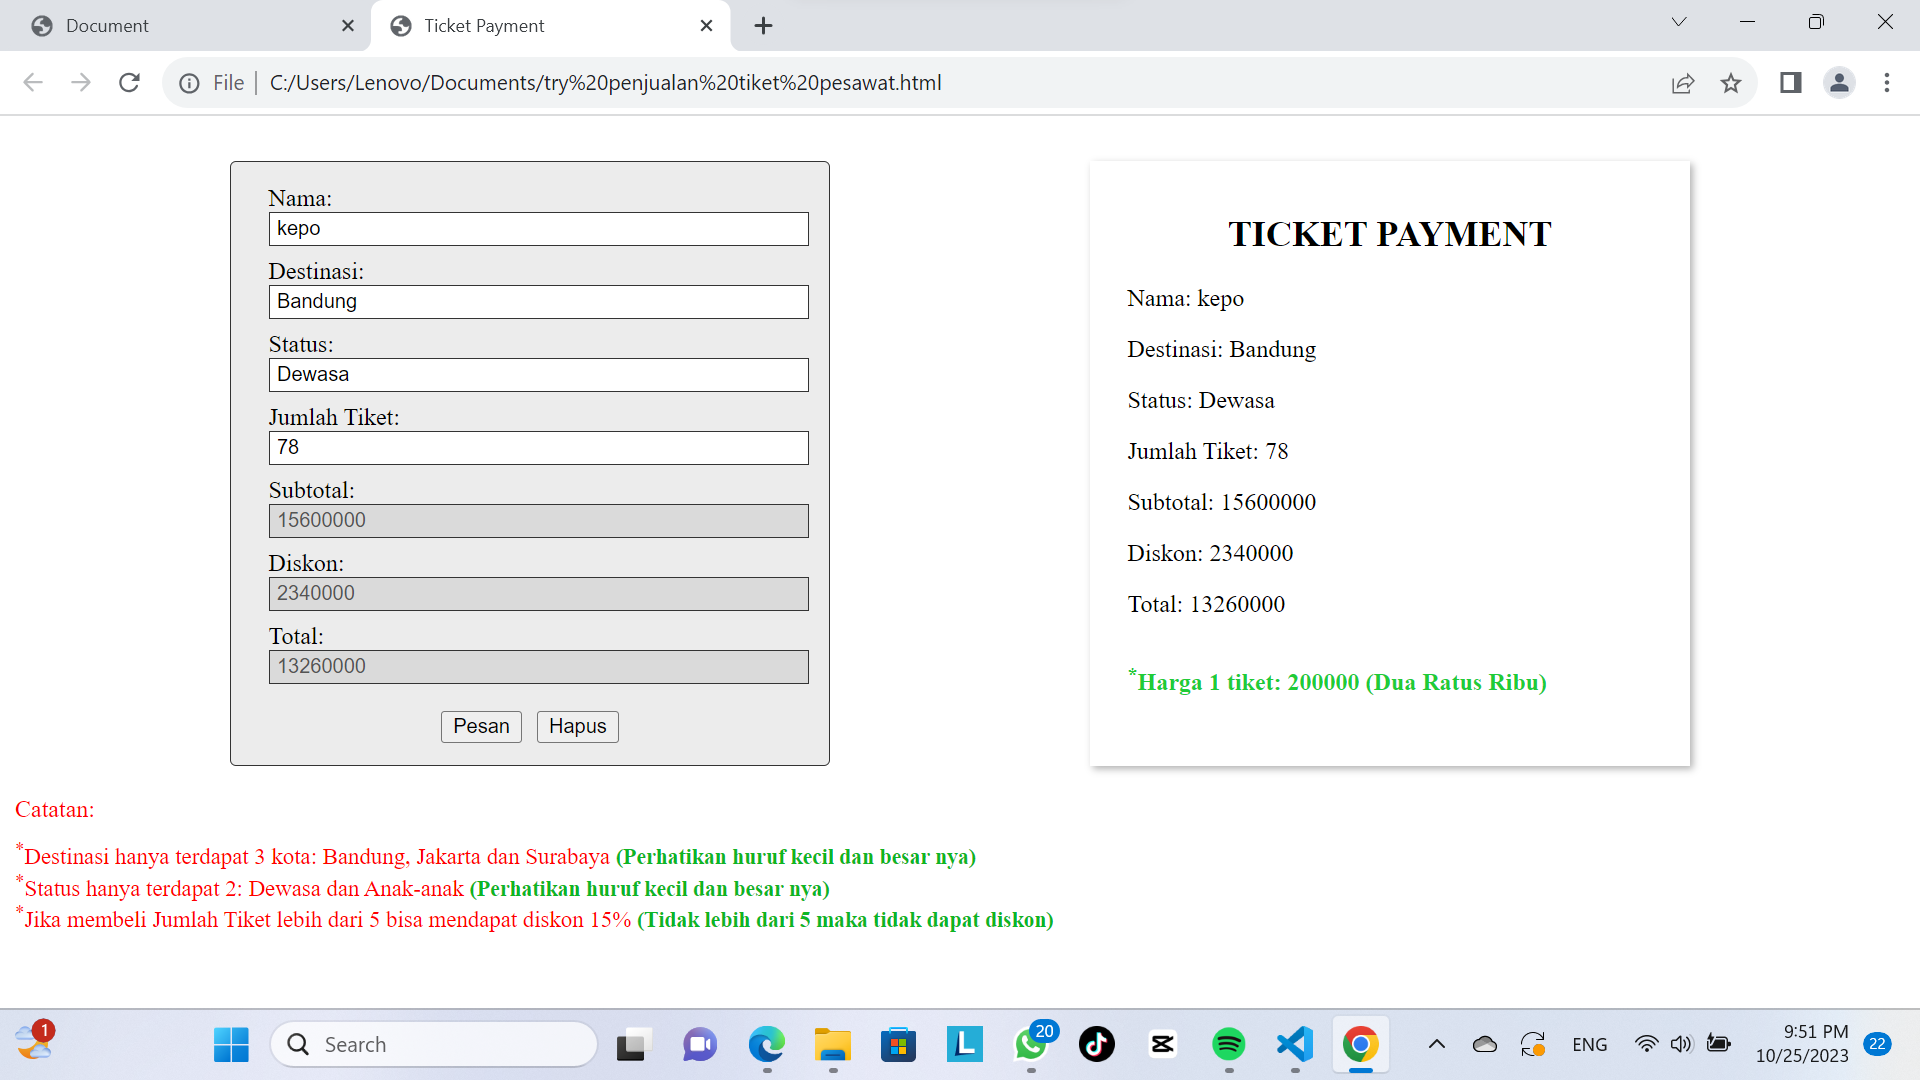 Document
Ticket Payment
File
C:/Users/Lenovo/Documents/try%20penjualan%20tiket%20pesawat.html
Nama:
kepo
Destinasi:
Bandung
Status:
Dewasa
Jumlah Tiket:
78
Subtotal:
15600000
Diskon:
2340000
Total:
13260000
Pesan Hapus
TICKET PAYMENT
Nama: kepo
Destinasi: Bandung
Status: Dewasa
Jumlah Tiket: 78
Subtotal: 15600000
Diskon: 2340000
Total: 13260000
*Harga 1 tiket: 200000 (Dua Ratus Ribu)
Catatan:
*Destinasi hanya terdapat 3 kota: Bandung, Jakarta dan Surabaya (Perhatikan huruf kecil dan besar nya)
*Status hanya terdapat 2: Dewasa dan Anak-anak (Perhatikan huruf kecil dan besar nya)
*Jika membeli Jumlah Tiket lebih dari 5 bisa mendapat diskon 15% (Tidak lebih dari 5 maka tidak dapat diskon)
1
Search
L
20
ENG
9:51 PM
10/25/2023
22